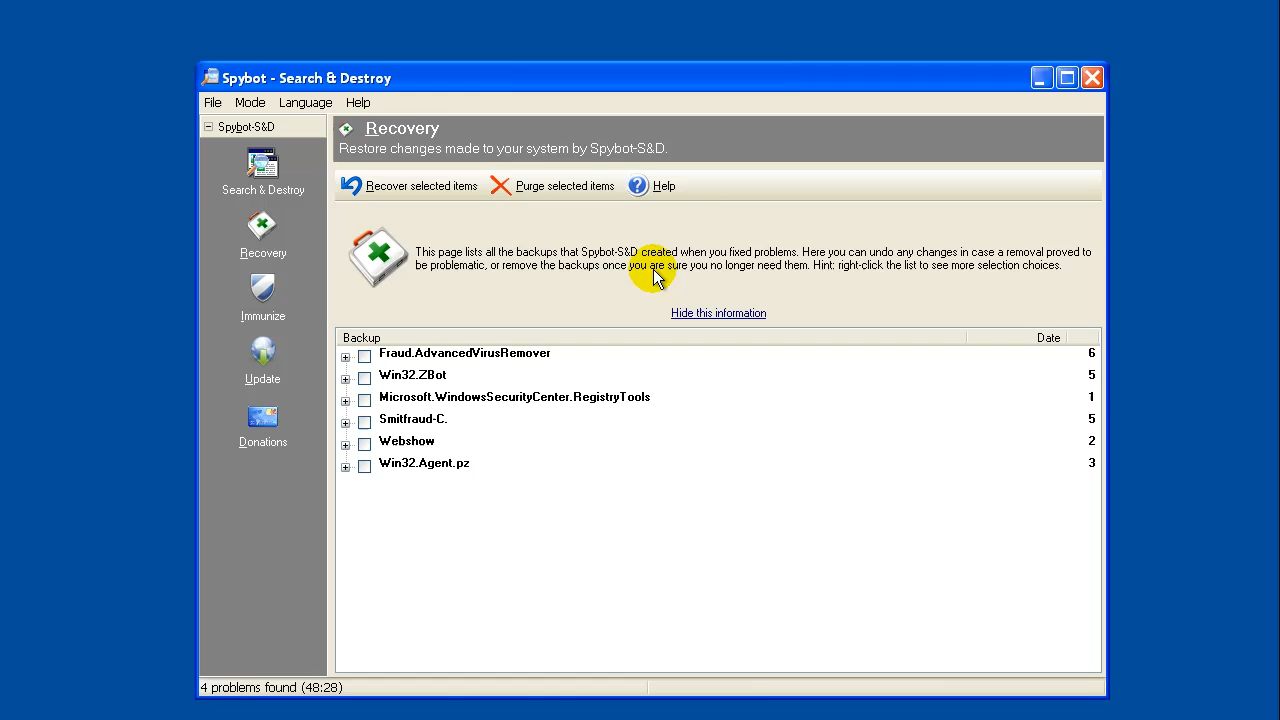 Spybot - Search & Destroy
File Mode Language Help
Spybot-S&D
Search & Destroy
Recovery
Immunize
Update
Donations
Recovery
Restore changes made to your system by Spybot-S&D.
Recover selected items Purge selected items Help
This page lists all the backups that Spybot-S&D created when you fixed problems. Here you can undo any changes in case a removal proved to
be problematic, or remove the backups once you are sure you no longer need them. Hint: right-click the list to see more selection choices.
Hide this information
Backup Date
Fraud.AdvancedVirusRemover 6
Win32.ZBot 5
Microsoft.WindowsSecurityCenter.RegistryTools 1
Smitfraud-C. 5
Webshow 2
Win32.Agent.pz 3
4 problems found (48:28)